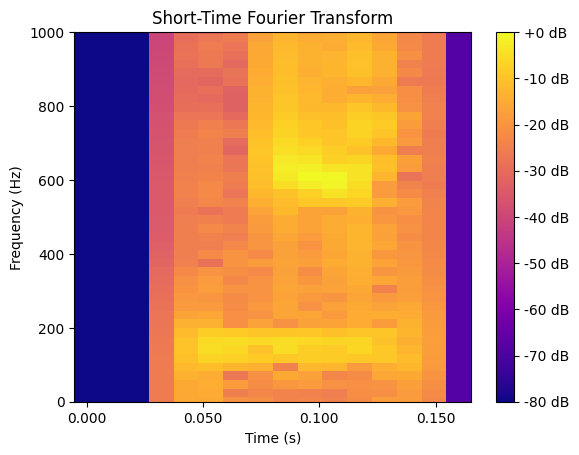 Short-Time Fourier Transform
1000
800
600
400
200
0
Frequency (Hz)
0.000
0.050
0.100
0.150
Time (s)
+0 dB
-10 dB
-20 dB
-30 dB
-40 dB
-50 dB
-60 dB
-70 dB
-80 dB